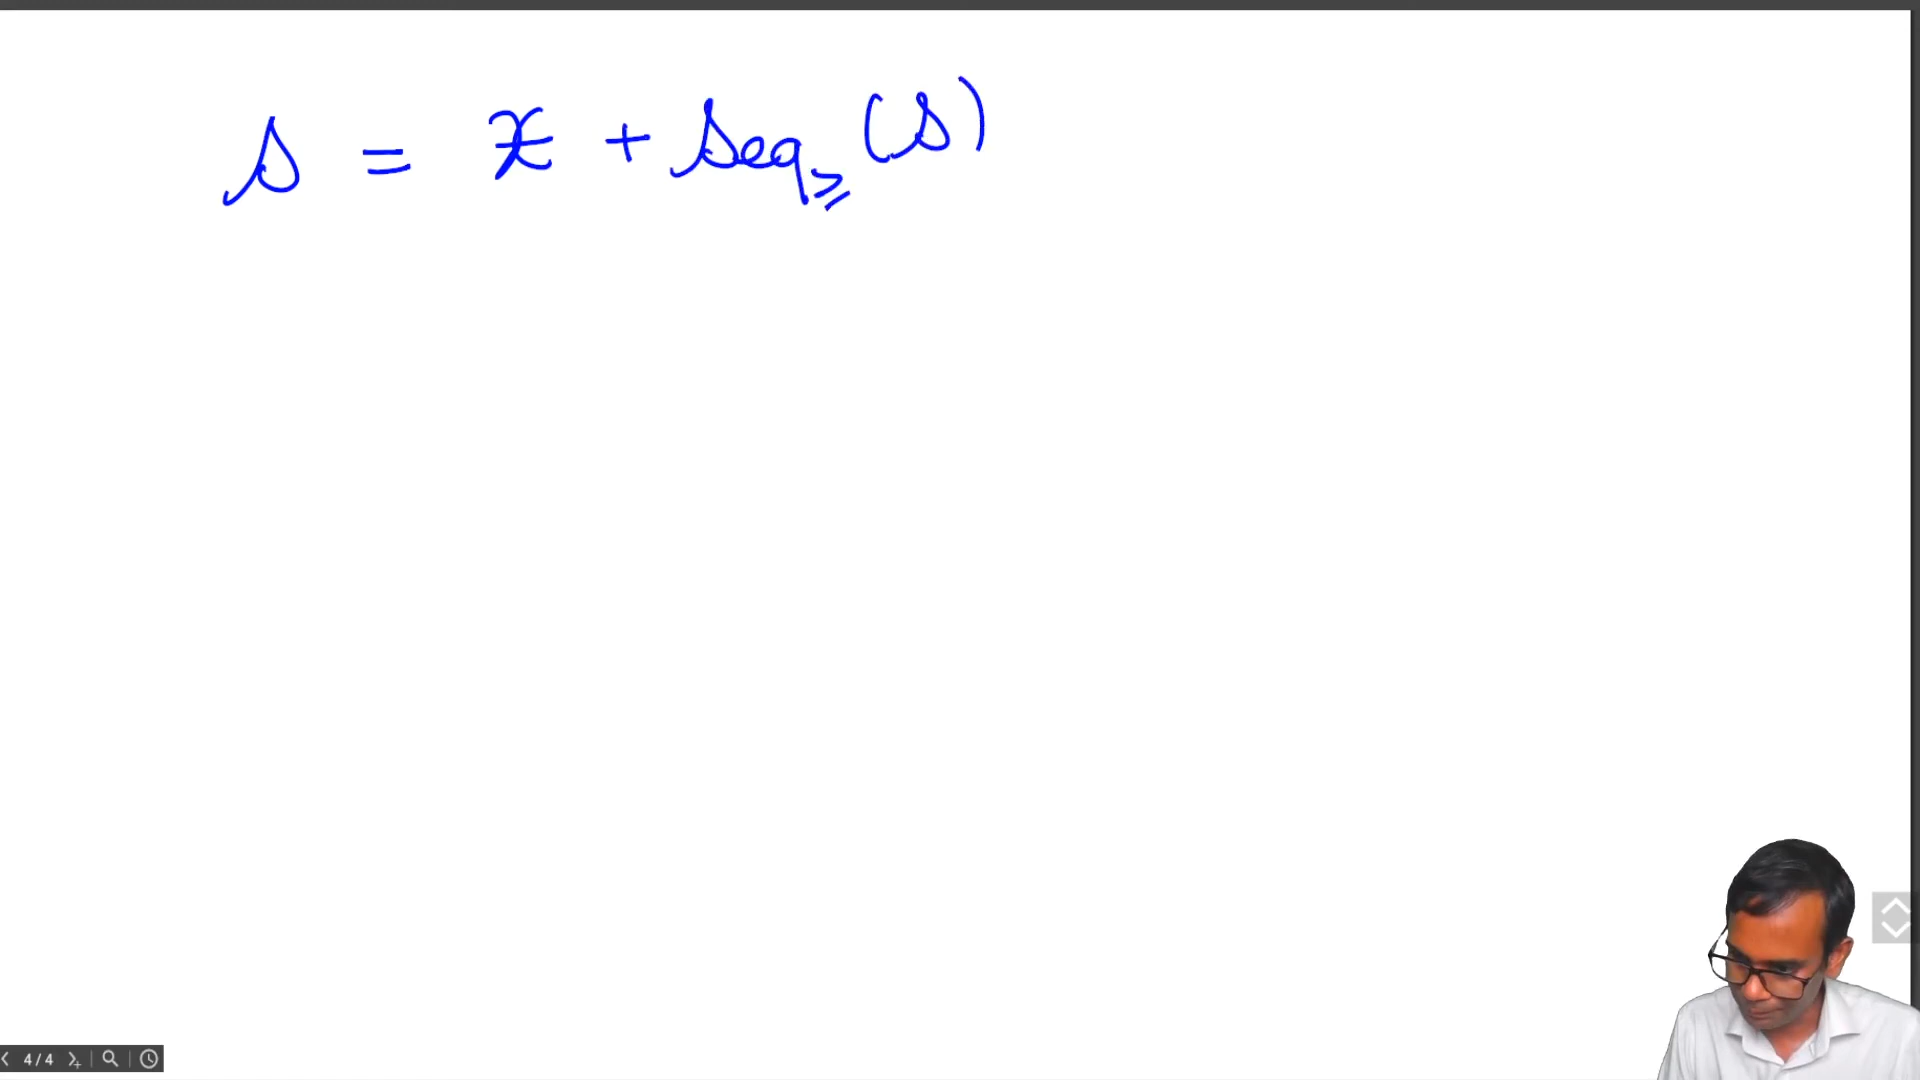 𝒮 = 𝒵 + Seq≥ (𝒮)
4 / 4